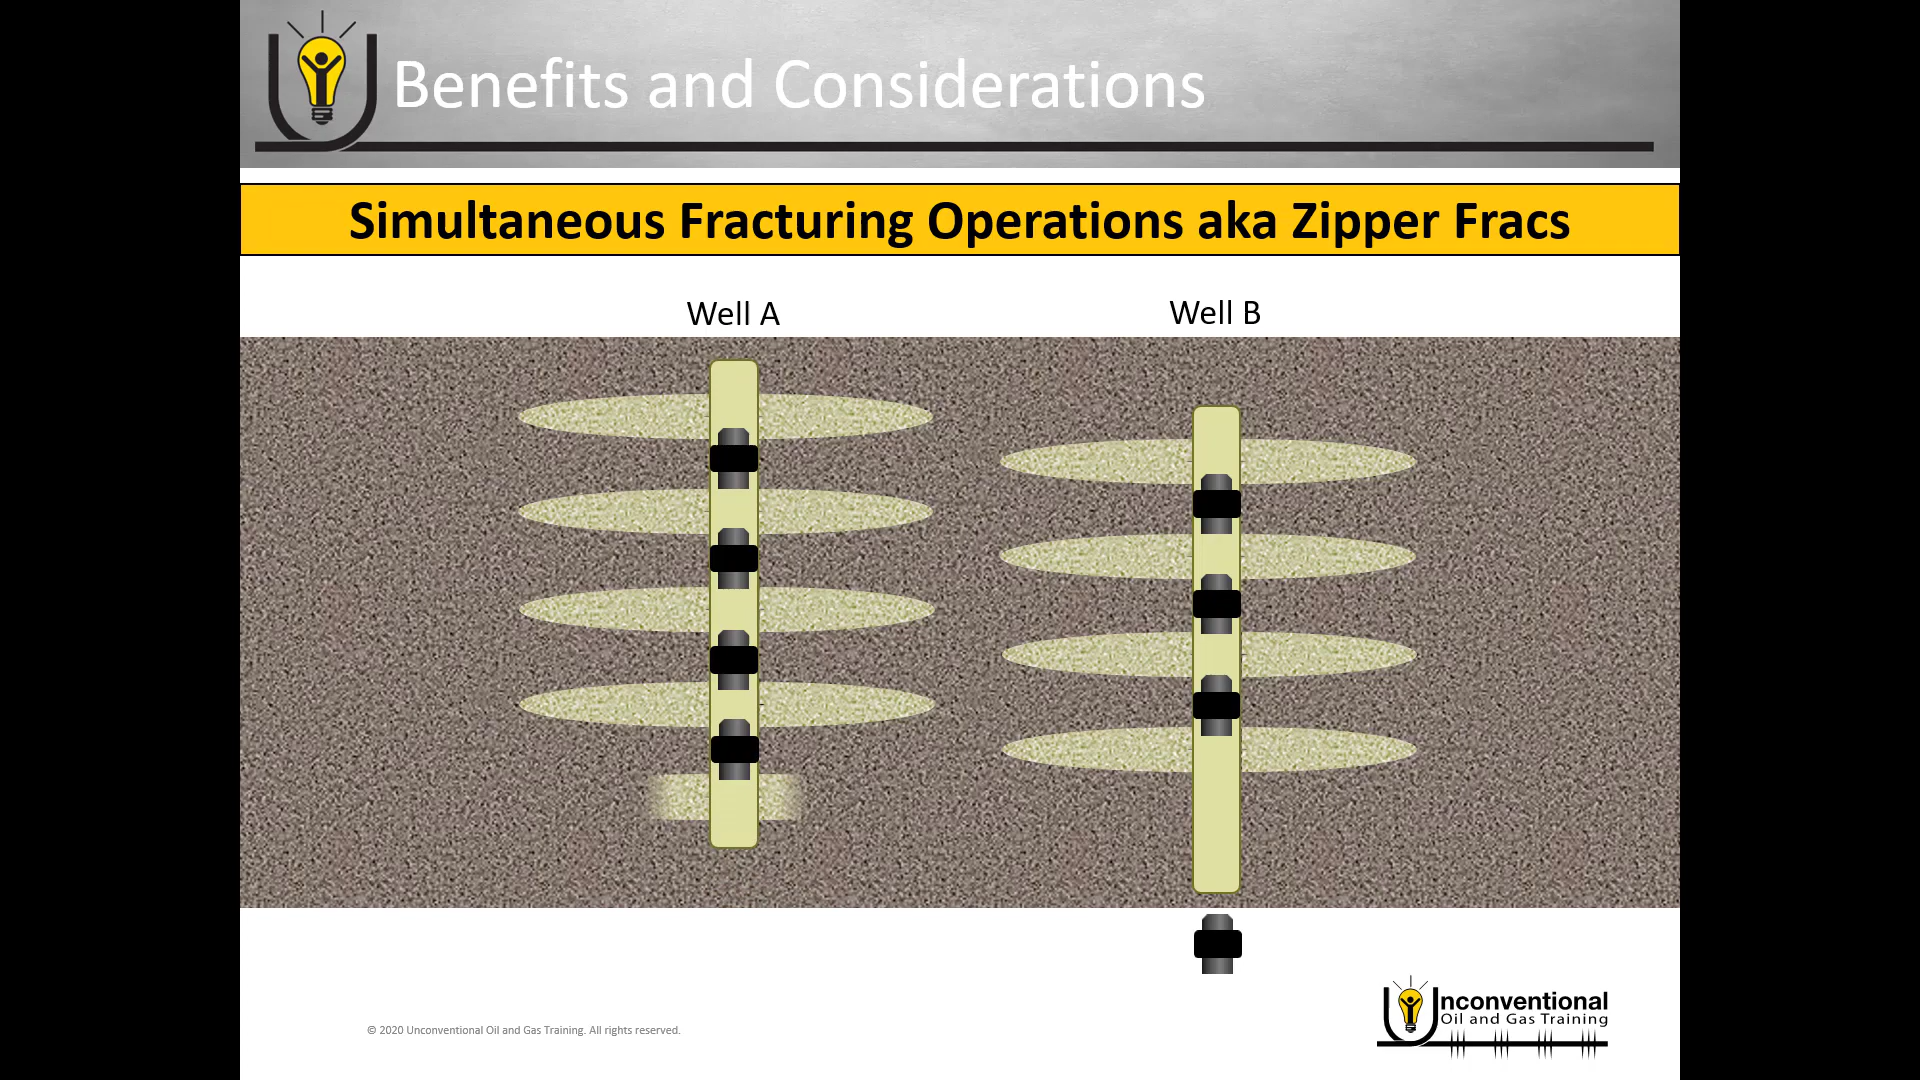 Benefits and Considerations
Simultaneous Fracturing Operations aka Zipper Fracs
Well A
Well B
© 2020 Unconventional Oil and Gas Training. All rights reserved.
Unconventional
Oil and Gas Training